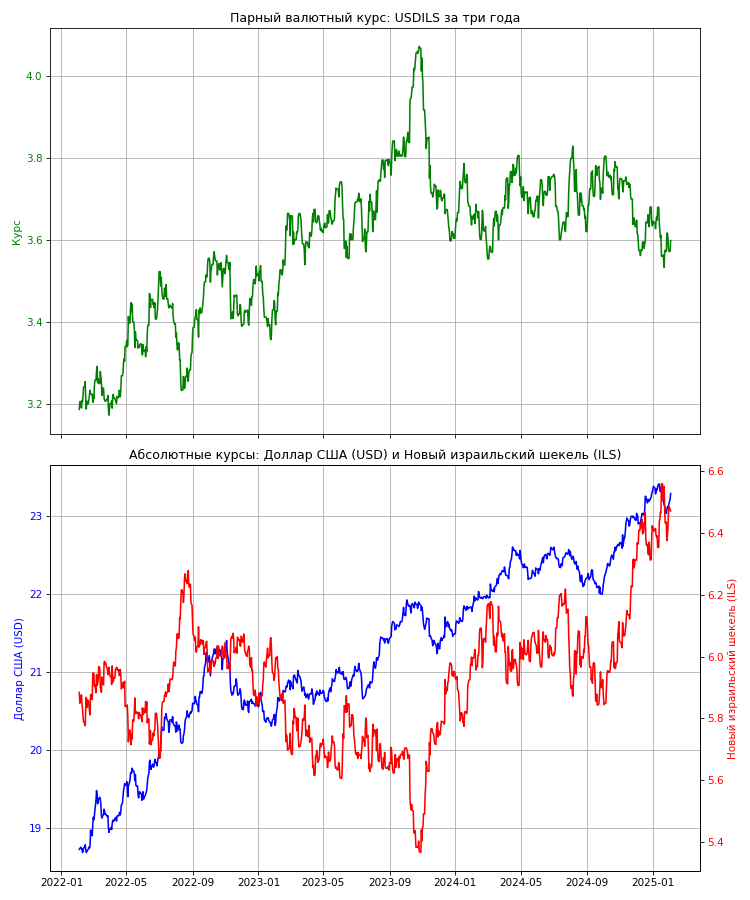 Парный валютный курс: USDILS за три года
Курс
4.0
3.8
3.6
3.4
3.2
Абсолютные курсы: Доллар США (USD) и Новый израильский шекель (ILS)
Доллар США (USD)
23
22
21
20
19
6.6
6.4
6.2
6.0
5.8
5.6
5.4
Новый израильский шекель (ILS)
2022-01 2022-05 2022-09 2023-01 2023-05 2023-09 2024-01 2024-05 2024-09 2025-01